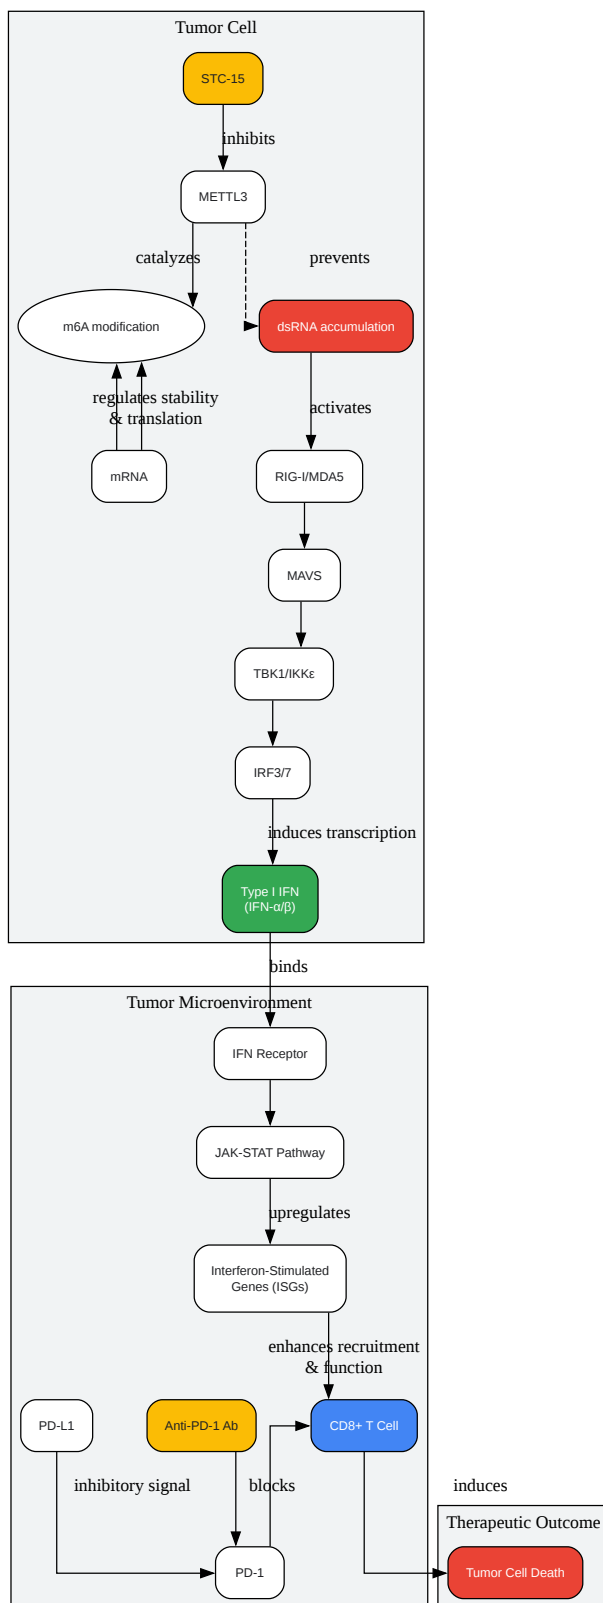 Tumor Cell
STC-15
inhibits
METTL3
catalyzes
prevents
m6A modification
dsRNA accumulation
regulates stability
& translation
activates
mRNA
RIG-I/MDA5
MAVS
TBK1/IKKε
IRF3/7
induces transcription
Type I IFN
(IFN-α/β)
binds
Tumor Microenvironment
IFN Receptor
JAK-STAT Pathway
upregulates
Interferon-Stimulated
Genes (ISGs)
enhances recruitment
& function
PD-L1
Anti-PD-1 Ab
CD8+ T Cell
inhibitory signal
blocks
induces
Therapeutic Outcome
PD-1
Tumor Cell Death